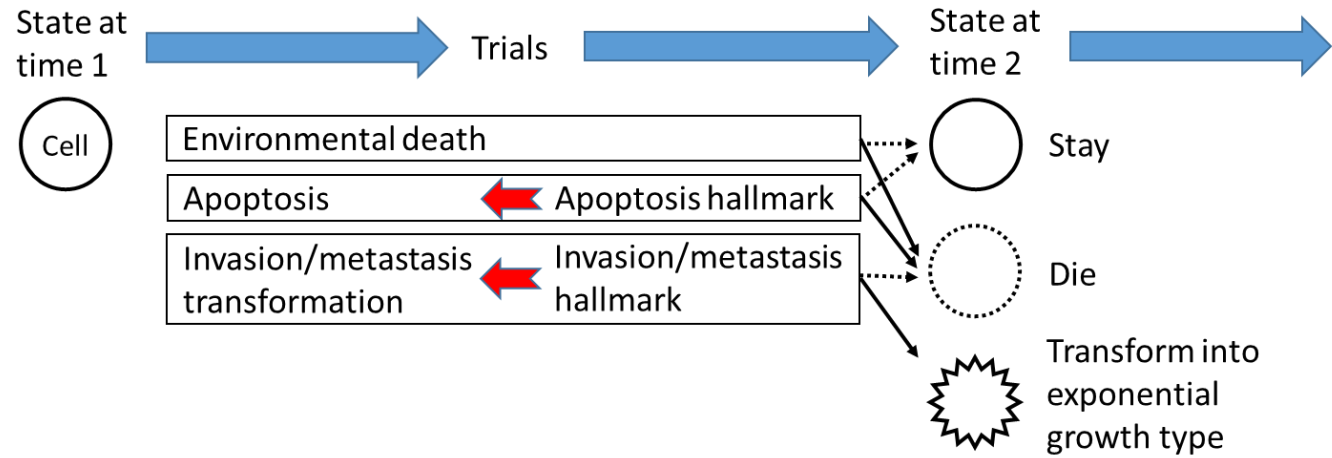 State at
time 1
Trials
State at
time 2
Cell
Environmental death
Stay
Apoptosis
Apoptosis hallmark
Invasion/metastasis
transformation
Invasion/metastasis
hallmark
Die
Transform into
exponential
growth type